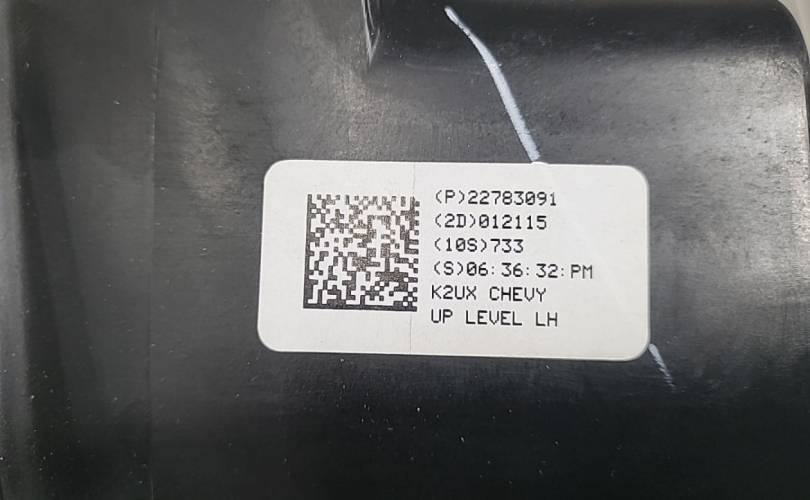 (P)22783091
(2D)012115
(10S)733
(S)06:36:32:PM
K2UX CHEVY
UP LEVEL LH